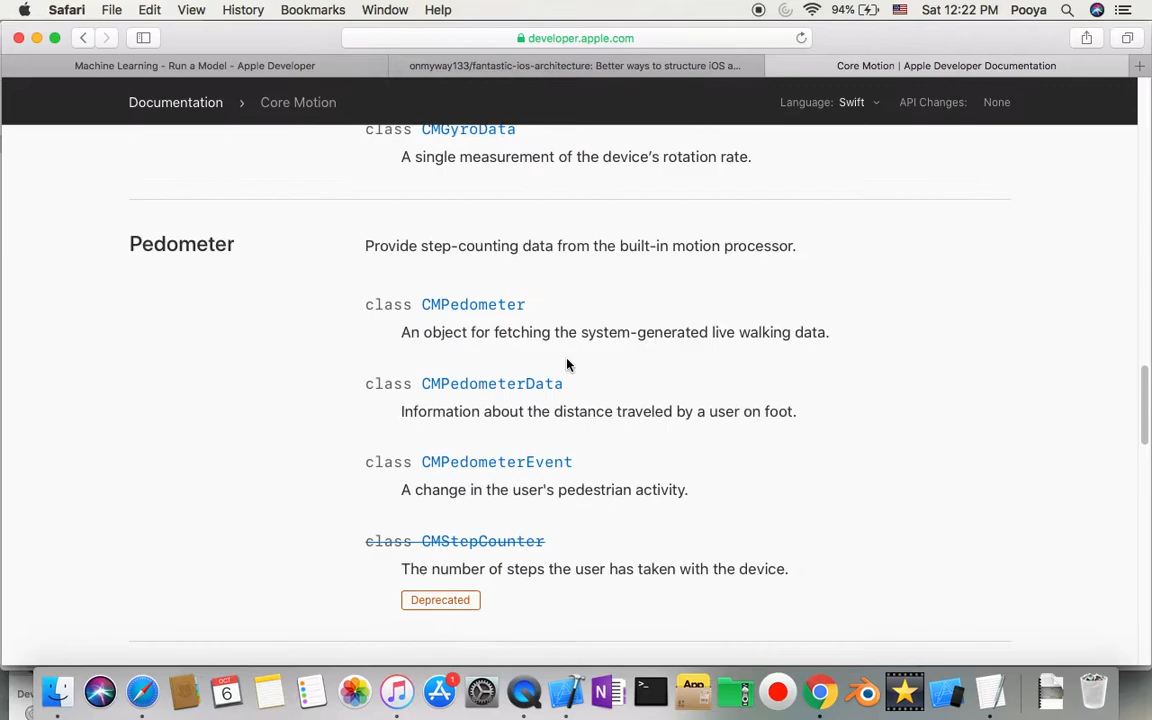 Safari File Edit View History Bookmarks Window Help 94% Sat 12:22 PM Pooya
developer.apple.com
Machine Learning - Run a Model - Apple Developer
onmyway133/fantastic-ios-architecture: Better ways to structure iOS a...
Core Motion | Apple Developer Documentation
Documentation › Core Motion Language: Swift API Changes: None
class CMGyroData
A single measurement of the device’s rotation rate.
Pedometer
Provide step-counting data from the built-in motion processor.
class CMPedometer
An object for fetching the system-generated live walking data.
class CMPedometerData
Information about the distance traveled by a user on foot.
class CMPedometerEvent
A change in the user's pedestrian activity.
class CMStepCounter
The number of steps the user has taken with the device.
Deprecated
OCT
6
1
App